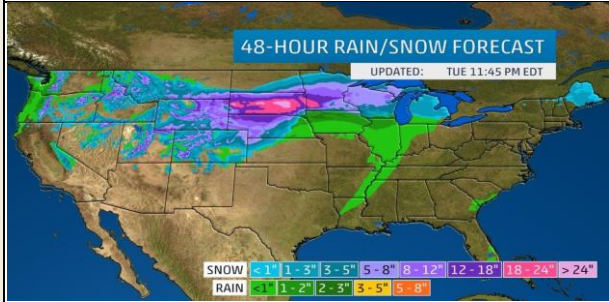 48-HOUR RAIN/SNOW FORECAST
UPDATED: TUE 11:45 PM EDT
SNOW < 1" 1 - 3" 3 - 5" 5 - 8" 8 - 12" 12 - 18" 18 - 24" > 24"
RAIN <1" 1 - 2" 2 - 3" 3 - 5" 5 - 8"